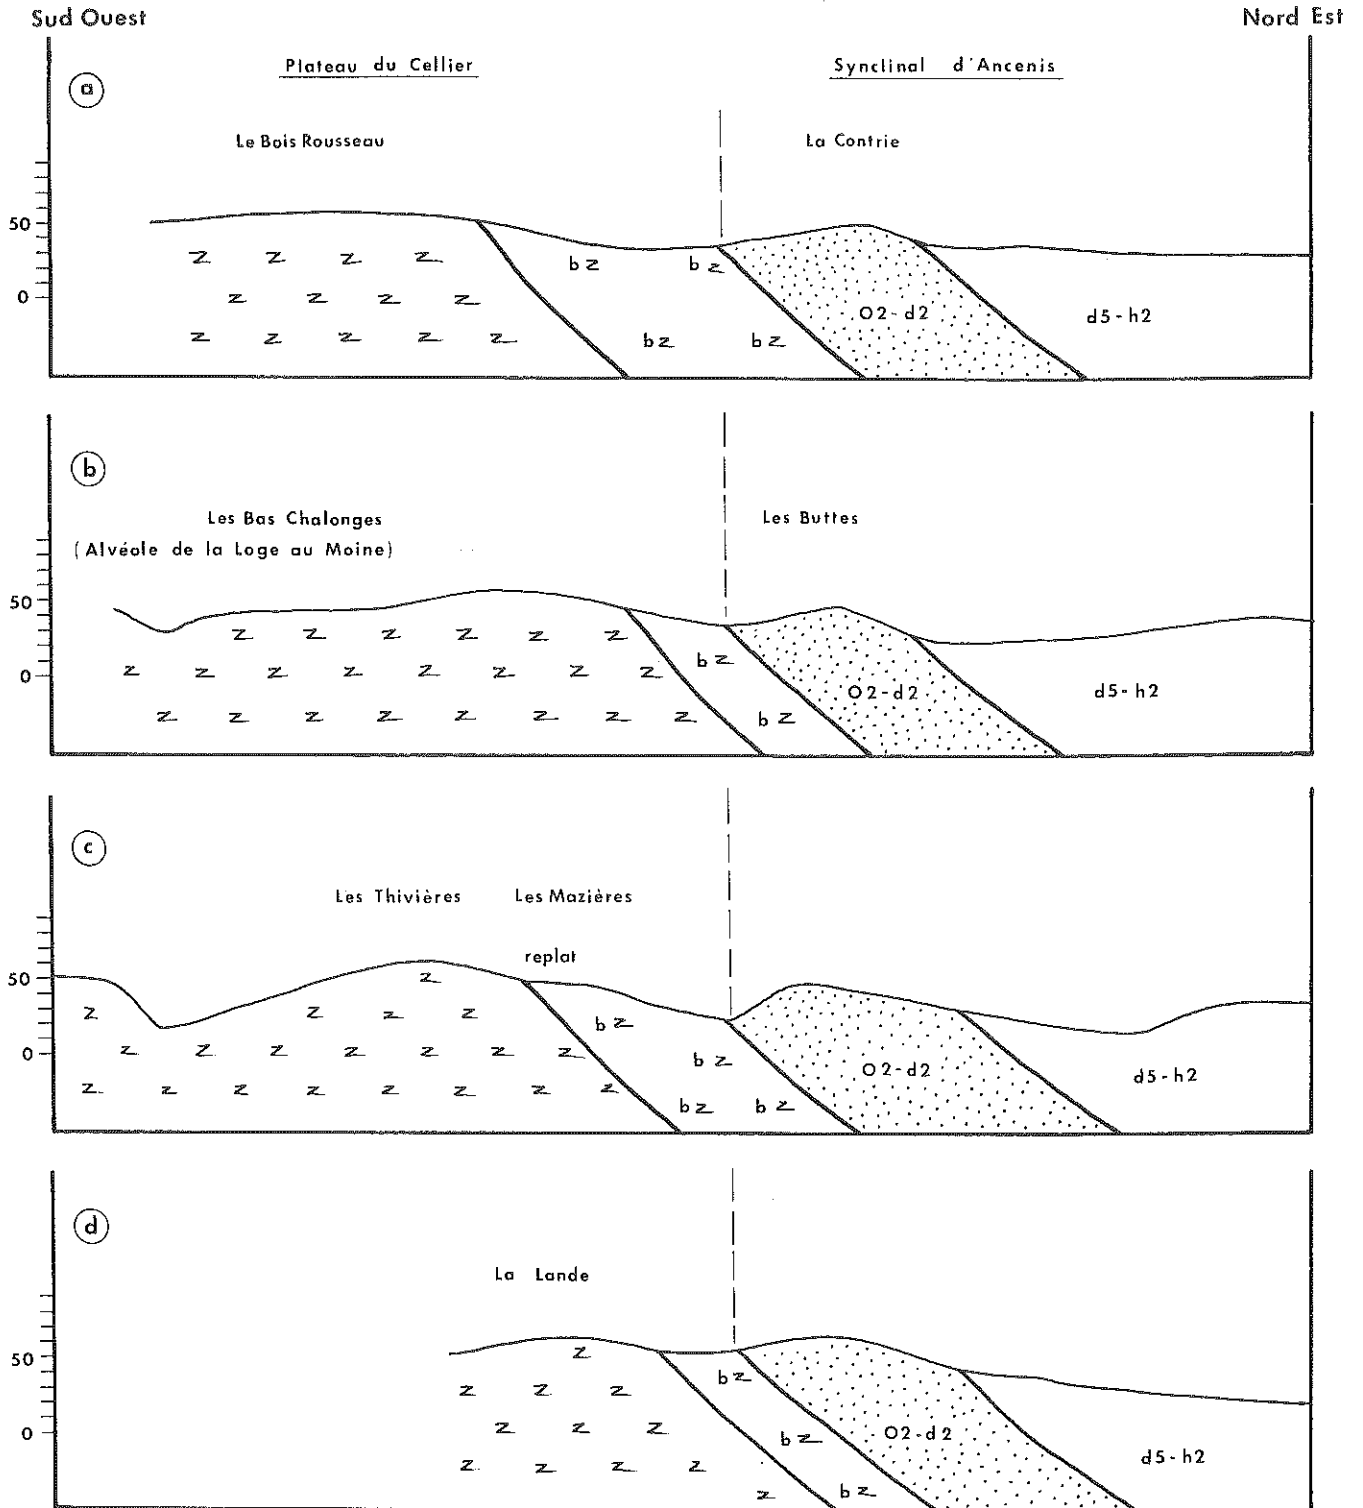 Sud Ouest
Nord Est
Plateau du Cellier
Synclinal d'Ancenis
a
Le Bois Rousseau
La Contrie
50
z z z z
b z
b z
0
z z z z
O2-d2
d5-h2
z z z z z
b z
b z
b
Les Bas Chalonges
Les Buttes
(Alvéole de la Loge au Moine)
50
z z z z z z
b z
0
z z z z z z z z
O2-d2
d5-h2
z z z z z z z z
b z
c
Les Thivières
Les Mazières
replat
50
z
z z z z
b z
0
z z z z z z z
b z
O2-d2
d5-h2
z z z z z z z z
b z
b z
d
La Lande
50
z
b z
z z z
0
z z z
b z
O2-d2
d5-h2
z z z z
z
b z